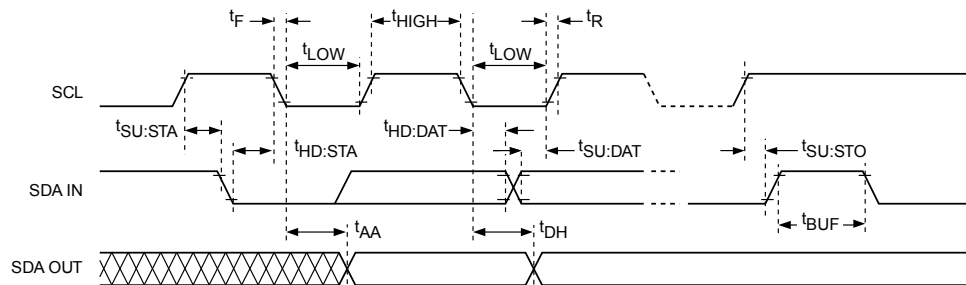 tF
tHIGH
tR
tLOW
tLOW
SCL
tSU:STA
tHD:STA
tHD:DAT
tSU:DAT
tSU:STO
SDA IN
tAA
tDH
tBUF
SDA OUT